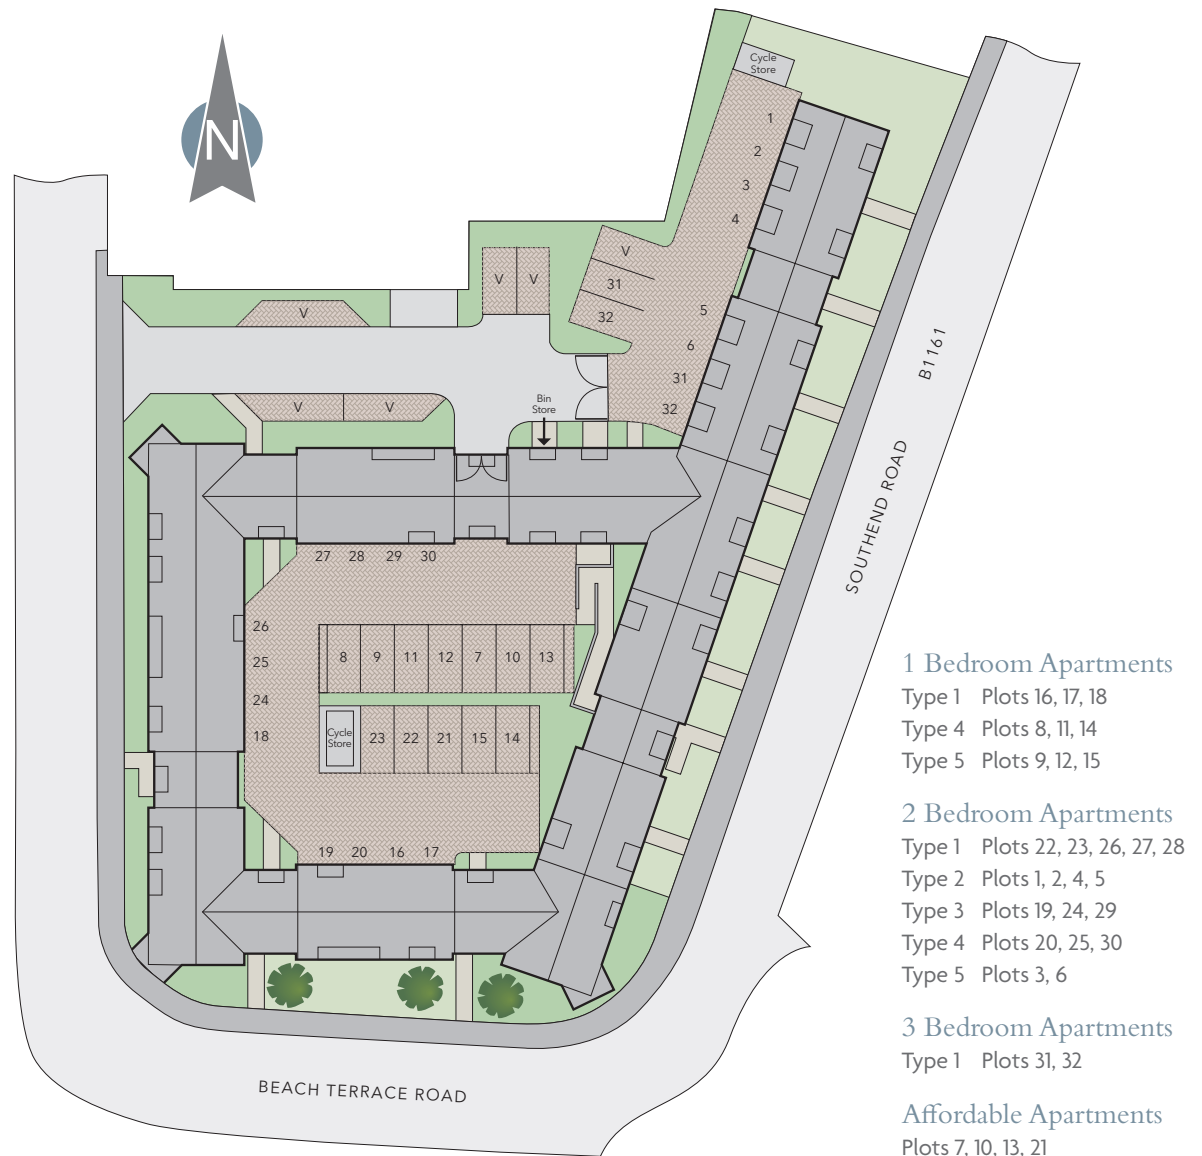 Cycle
Store
N
1
2
3
4
V
V V
31
32
V
5
6
31
32
V V
Bin
Store
B1161
SOUTHEND ROAD
27 28 29 30
26
25
24
18
8 9 11 12 7 10 13
Cycle
Store
23 22 21 15 14
19 20 16 17
BEACH TERRACE ROAD
1 Bedroom Apartments
Type 1 Plots 16, 17, 18
Type 4 Plots 8, 11, 14
Type 5 Plots 9, 12, 15
2 Bedroom Apartments
Type 1 Plots 22, 23, 26, 27, 28
Type 2 Plots 1, 2, 4, 5
Type 3 Plots 19, 24, 29
Type 4 Plots 20, 25, 30
Type 5 Plots 3, 6
3 Bedroom Apartments
Type 1 Plots 31, 32
Affordable Apartments
Plots 7, 10, 13, 21